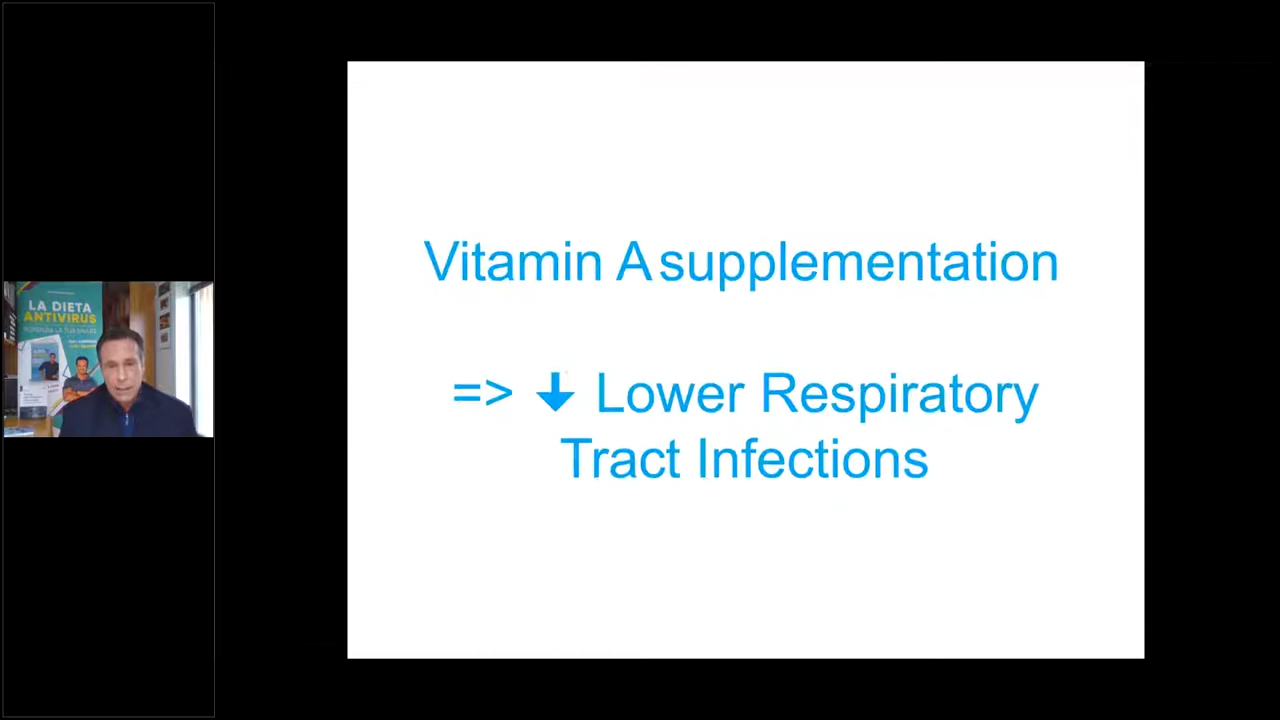 LA DIETA
ANTIVIRUS
Vitamin A supplementation
=> ↓ Lower Respiratory
Tract Infections